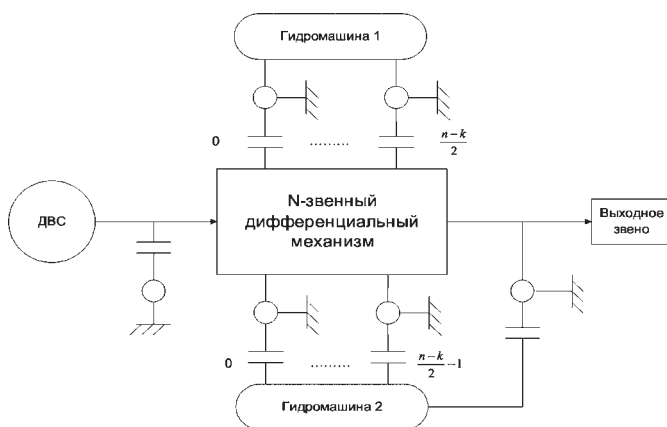 Гидромашина 1
0
.........
n−k
2
ДВС
N-звенный
дифференциальный
механизм
Выходное
звено
0
.........
n−k
2
−1
Гидромашина 2